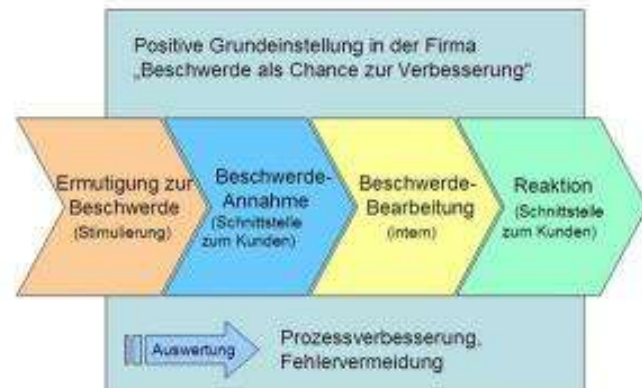 Positive Grundeinstellung in der Firma
„Beschwerde als Chance zur Verbesserung“
Ermutigung zur
Beschwerde
(Stimulierung)
Beschwerde-
Annahme
(Schnittstelle
zum Kunden)
Beschwerde-
Bearbeitung
(intern)
Reaktion
(Schnittstelle
zum Kunden)
Auswertung
Prozessverbesserung,
Fehlervermeidung